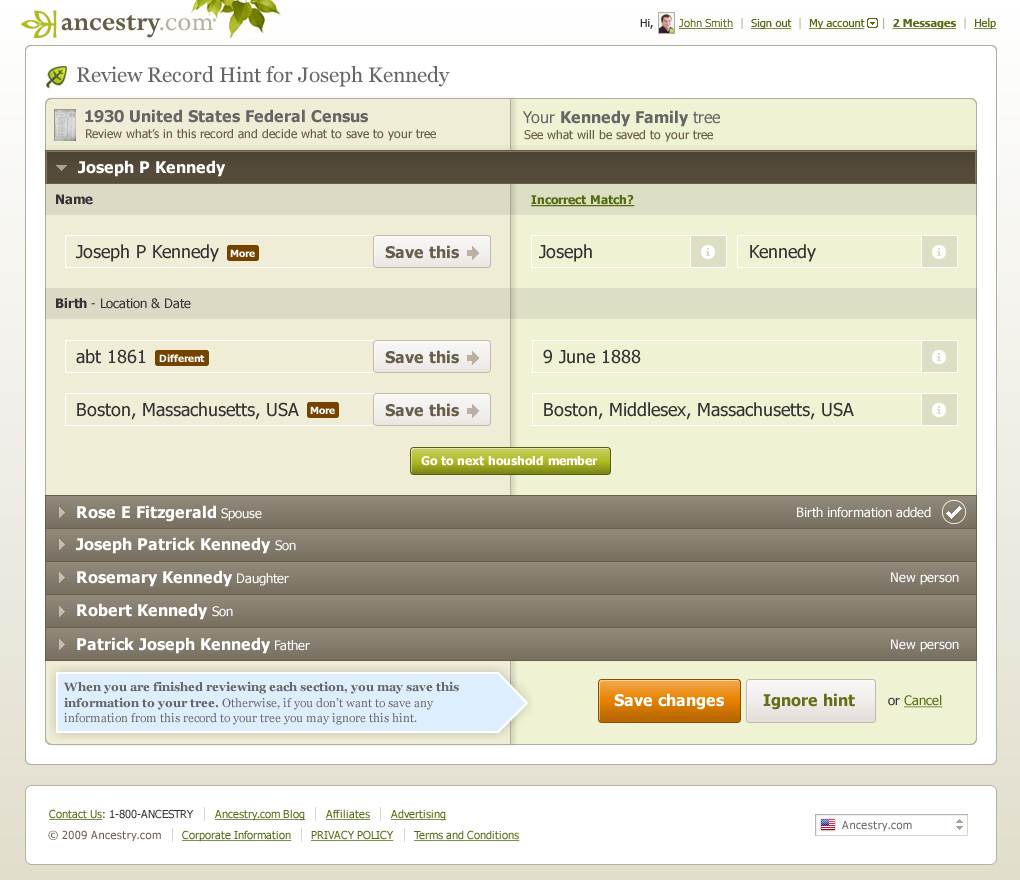 ancestry.com
Hi, John Smith | Sign out | My account | 2 Messages | Help
Review Record Hint for Joseph Kennedy
1930 United States Federal Census
Review what's in this record and decide what to save to your tree
Your Kennedy Family tree
See what will be saved to your tree
Joseph P Kennedy
Name
Incorrect Match?
Joseph P Kennedy More Save this
Joseph Kennedy
Birth - Location & Date
abt 1861 Different Save this
9 June 1888
Boston, Massachusetts, USA More Save this
Boston, Middlesex, Massachusetts, USA
Go to next houshold member
Rose E Fitzgerald Spouse Birth information added
Joseph Patrick Kennedy Son
Rosemary Kennedy Daughter New person
Robert Kennedy Son
Patrick Joseph Kennedy Father New person
When you are finished reviewing each section, you may save this
information to your tree. Otherwise, if you don't want to save any
information from this record to your tree you may ignore this hint.
Save changes Ignore hint or Cancel
Contact Us: 1-800-ANCESTRY | Ancestry.com Blog | Affiliates | Advertising
© 2009 Ancestry.com | Corporate Information | PRIVACY POLICY | Terms and Conditions
Ancestry.com